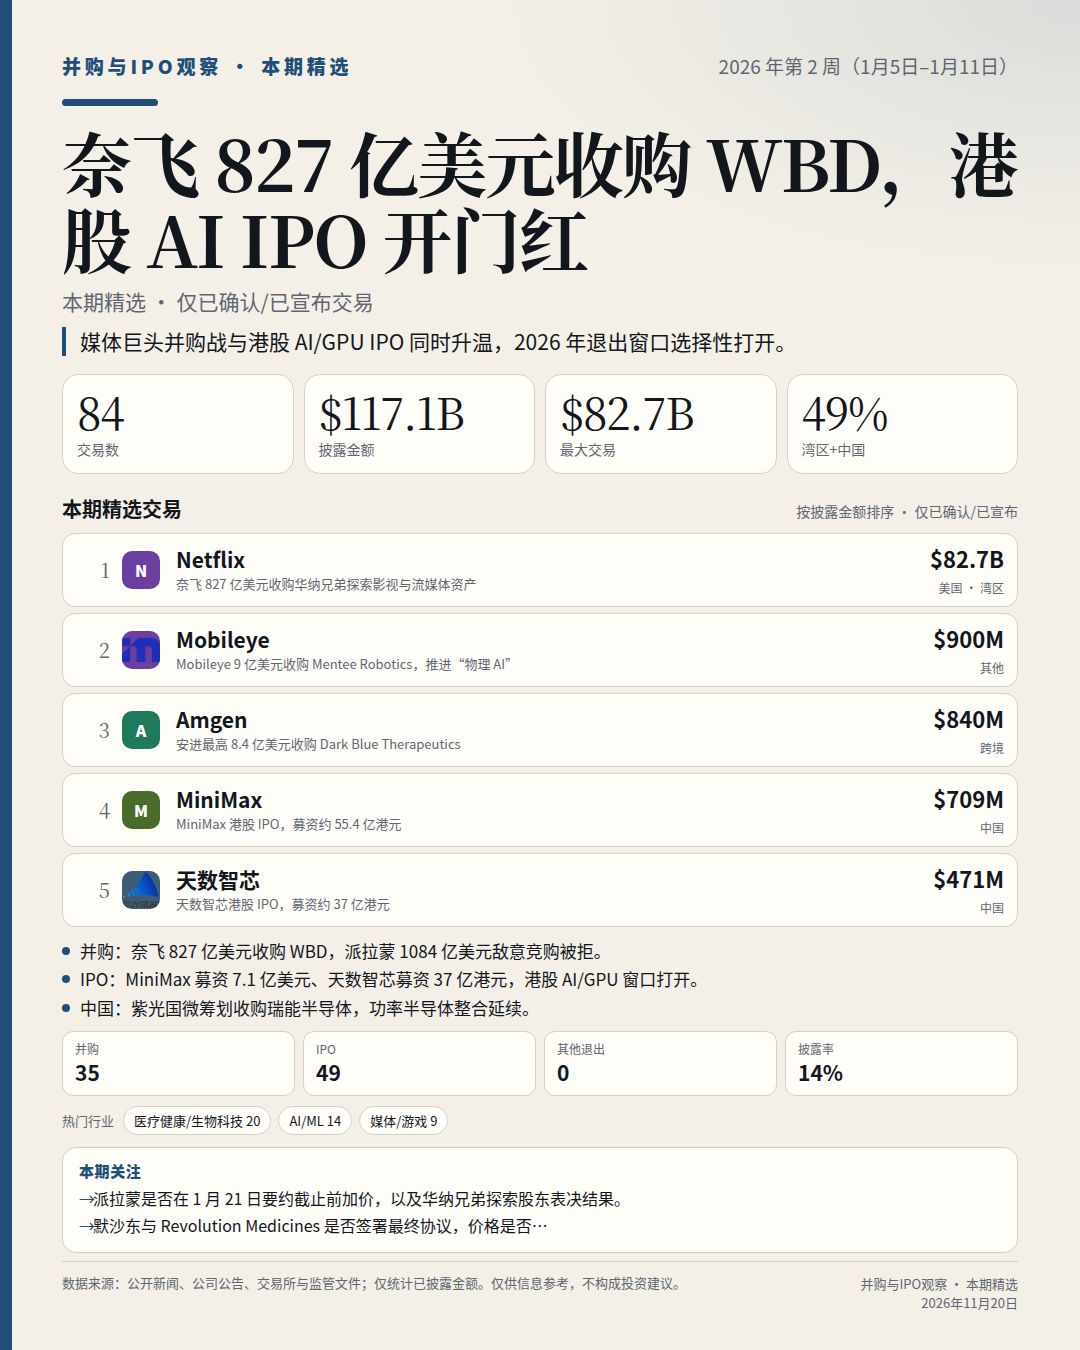 并购与IPO观察 · 本期精选
2026 年第 2 周（1月5日–1月11日）
奈飞 827 亿美元收购 WBD，港
股 AI IPO 开门红
本期精选 · 仅已确认/已宣布交易
媒体巨头并购战与港股 AI/GPU IPO 同时升温，2026 年退出窗口选择性打开。
84
交易数
$117.1B
披露金额
$82.7B
最大交易
49%
湾区+中国
本期精选交易
按披露金额排序 · 仅已确认/已宣布
1
N
Netflix
奈飞 827 亿美元收购华纳兄弟探索影视与流媒体资产
$82.7B
美国 · 湾区
2
m
Mobileye
Mobileye 9 亿美元收购 Mentee Robotics，推进“物理 AI”
$900M
其他
3
A
Amgen
安进最高 8.4 亿美元收购 Dark Blue Therapeutics
$840M
跨境
4
M
MiniMax
MiniMax 港股 IPO，募资约 55.4 亿港元
$709M
中国
5
天数智芯
天数智芯港股 IPO，募资约 37 亿港元
$471M
中国
并购：奈飞 827 亿美元收购 WBD，派拉蒙 1084 亿美元敌意竞购被拒。
IPO：MiniMax 募资 7.1 亿美元、天数智芯募资 37 亿港元，港股 AI/GPU 窗口打开。
中国：紫光国微筹划收购瑞能半导体，功率半导体整合延续。
并购
35
IPO
49
其他退出
0
披露率
14%
热门行业 医疗健康/生物科技 20 AI/ML 14 媒体/游戏 9
本期关注
→派拉蒙是否在 1 月 21 日要约截止前加价，以及华纳兄弟探索股东表决结果。
→默沙东与 Revolution Medicines 是否签署最终协议，价格是否…
数据来源：公开新闻、公司公告、交易所与监管文件；仅统计已披露金额。仅供信息参考，不构成投资建议。
并购与IPO观察 · 本期精选
2026年11月20日